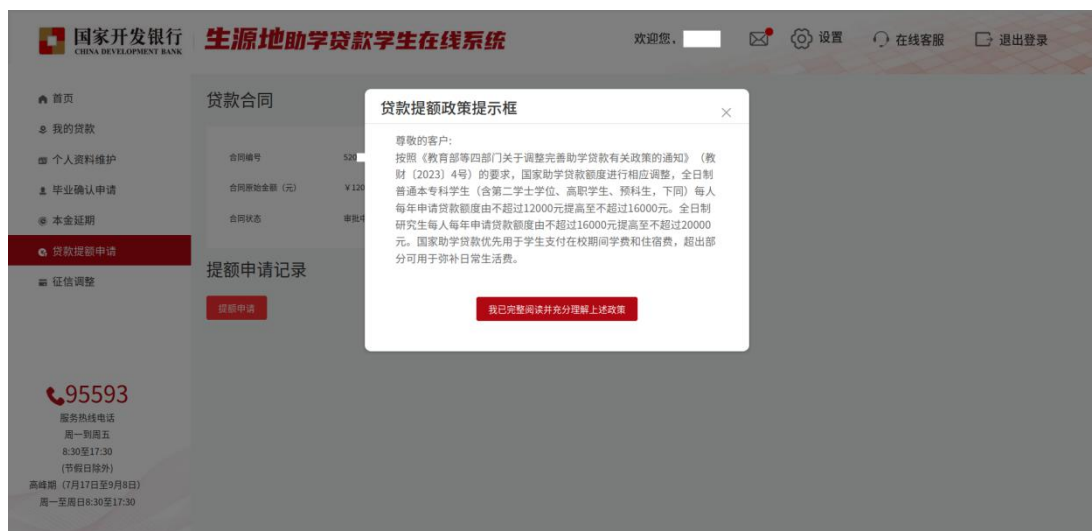 国家开发银行
CHINA DEVELOPMENT BANK
生源地助学贷款学生在线系统
欢迎您，
设置
在线客服
退出登录
首页
我的贷款
个人资料维护
毕业确认申请
本金延期
贷款提额申请
征信调整
95593
服务热线电话
周一到周五
8:30至17:30
(节假日除外)
高峰期（7月17日至9月8日）
周一至周日8:30至17:30
贷款合同
合同编号 520
合同原始金额（元） ￥120
合同状态 审批中
提额申请记录
提额申请
贷款提额政策提示框
尊敬的客户:
按照《教育部等四部门关于调整完善助学贷款有关政策的通知》（教
财〔2023〕4号）的要求，国家助学贷款额度进行相应调整，全日制
普通本专科学生（含第二学士学位、高职学生、预科生，下同）每人
每年申请贷款额度由不超过12000元提高至不超过16000元。全日制
研究生每人每年申请贷款额度由不超过16000元提高至不超过20000
元。国家助学贷款优先用于学生支付在校期间学费和住宿费，超出部
分可用于弥补日常生活费。
我已完整阅读并充分理解上述政策